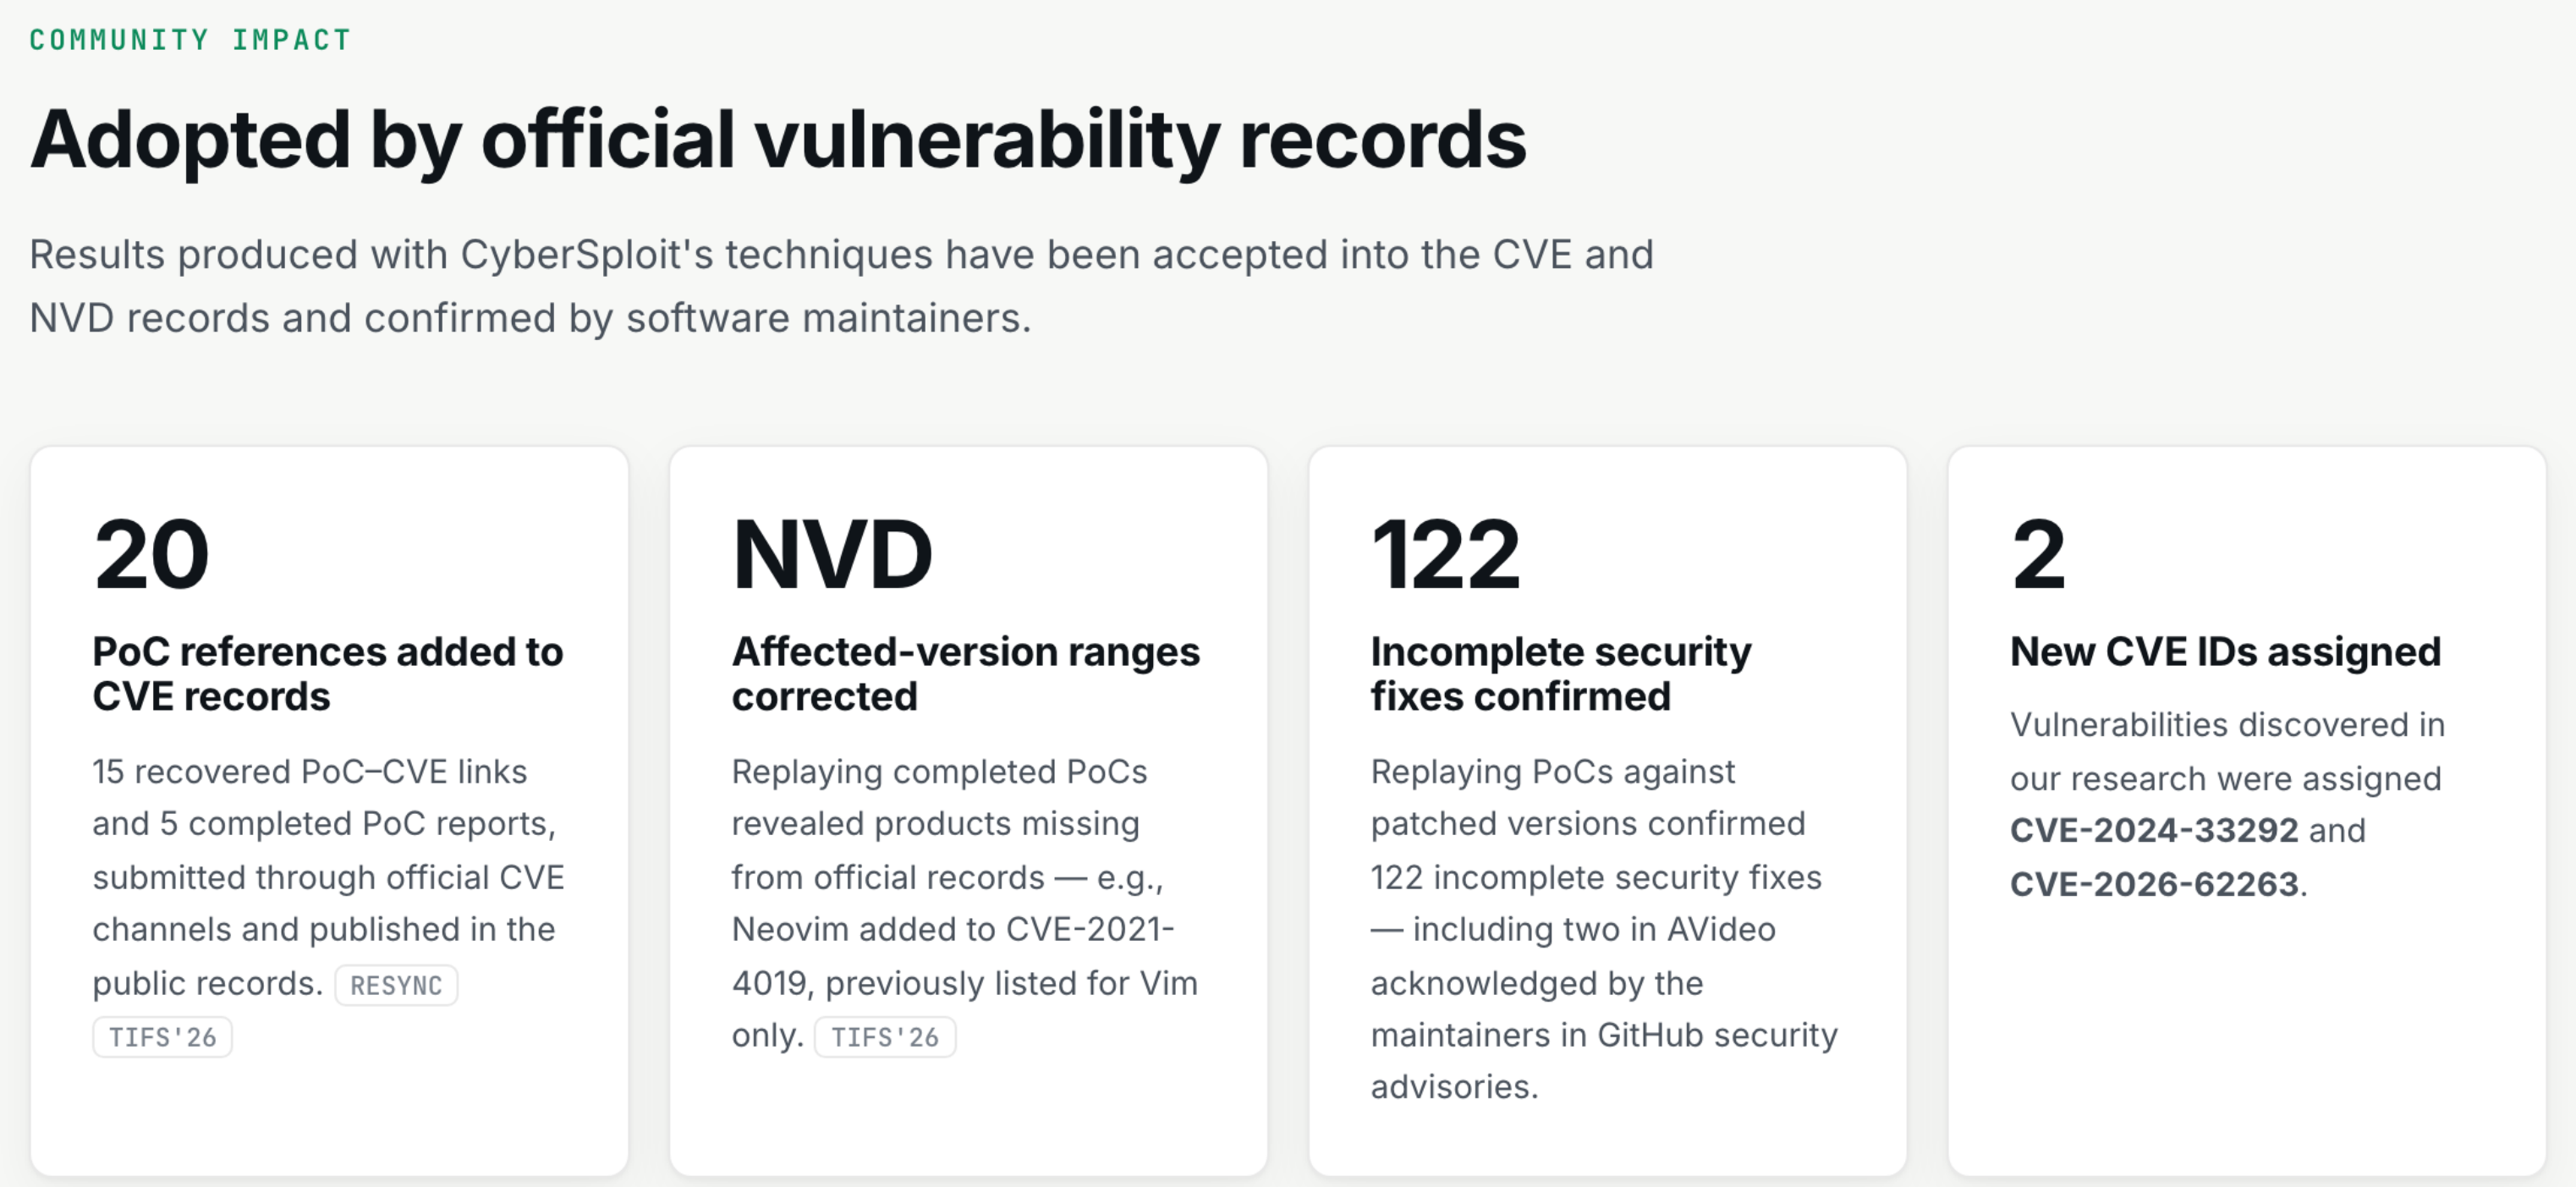 COMMUNITY IMPACT
Adopted by official vulnerability records
Results produced with CyberSploit's techniques have been accepted into the CVE and
NVD records and confirmed by software maintainers.
20
PoC references added to
CVE records
15 recovered PoC–CVE links
and 5 completed PoC reports,
submitted through official CVE
channels and published in the
public records. RESYNC
TIFS'26
NVD
Affected-version ranges
corrected
Replaying completed PoCs
revealed products missing
from official records — e.g.,
Neovim added to CVE-2021-
4019, previously listed for Vim
only. TIFS'26
122
Incomplete security
fixes confirmed
Replaying PoCs against
patched versions confirmed
122 incomplete security fixes
— including two in AVideo
acknowledged by the
maintainers in GitHub security
advisories.
2
New CVE IDs assigned
Vulnerabilities discovered in
our research were assigned
CVE-2024-33292 and
CVE-2026-62263.